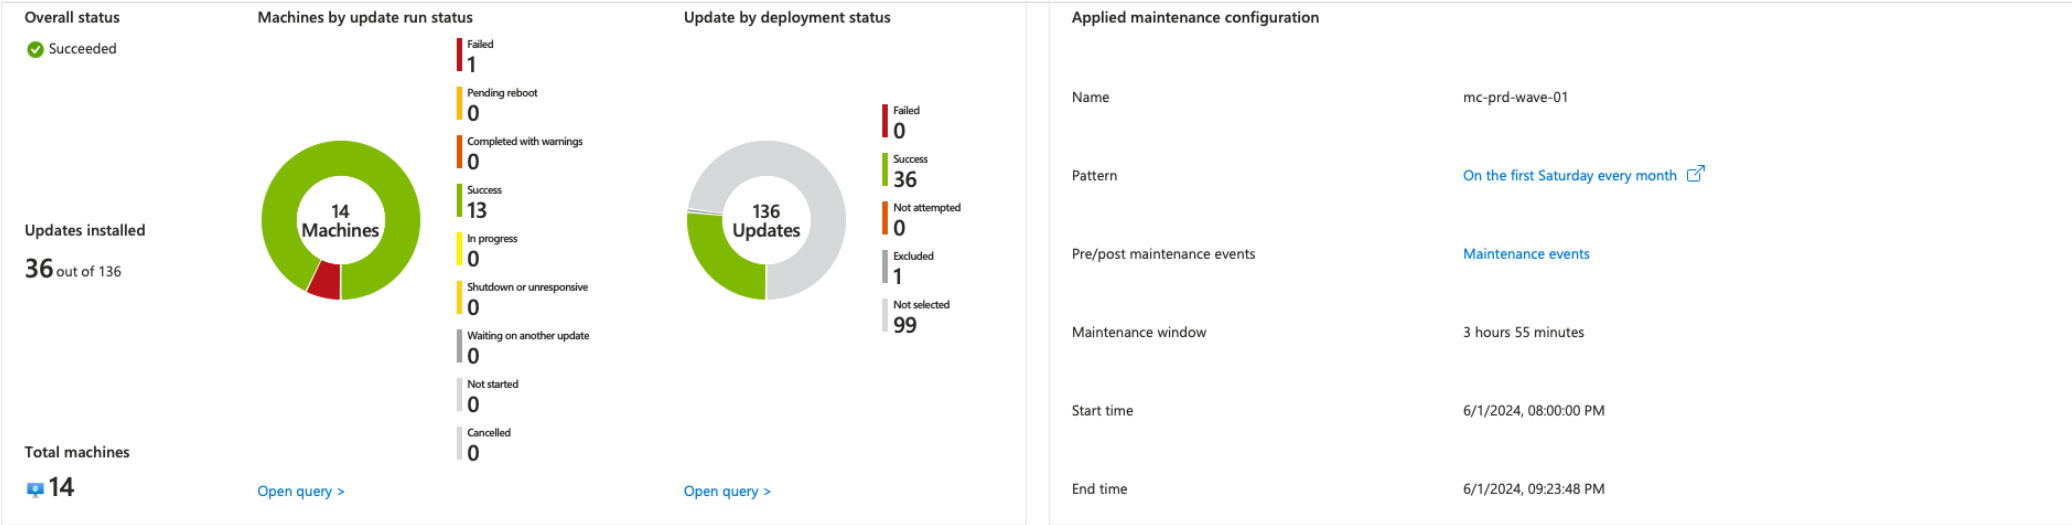 Overall status
Succeeded
Updates installed
36 out of 136
Total machines
14
Machines by update run status
14
Machines
Failed
1
Pending reboot
0
Completed with warnings
0
Success
13
In progress
0
Shutdown or unresponsive
0
Waiting on another update
0
Not started
0
Cancelled
0
Open query >
Update by deployment status
136
Updates
Failed
0
Success
36
Not attempted
0
Excluded
1
Not selected
99
Open query >
Applied maintenance configuration
Name mc-prd-wave-01
Pattern On the first Saturday every month
Pre/post maintenance events Maintenance events
Maintenance window 3 hours 55 minutes
Start time 6/1/2024, 08:00:00 PM
End time 6/1/2024, 09:23:48 PM